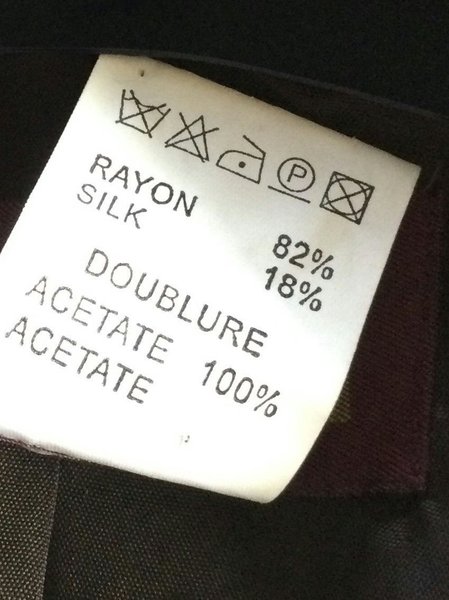 P
RAYON 82%
SILK 18%
DOUBLURE
ACETATE 100%
ACETATE